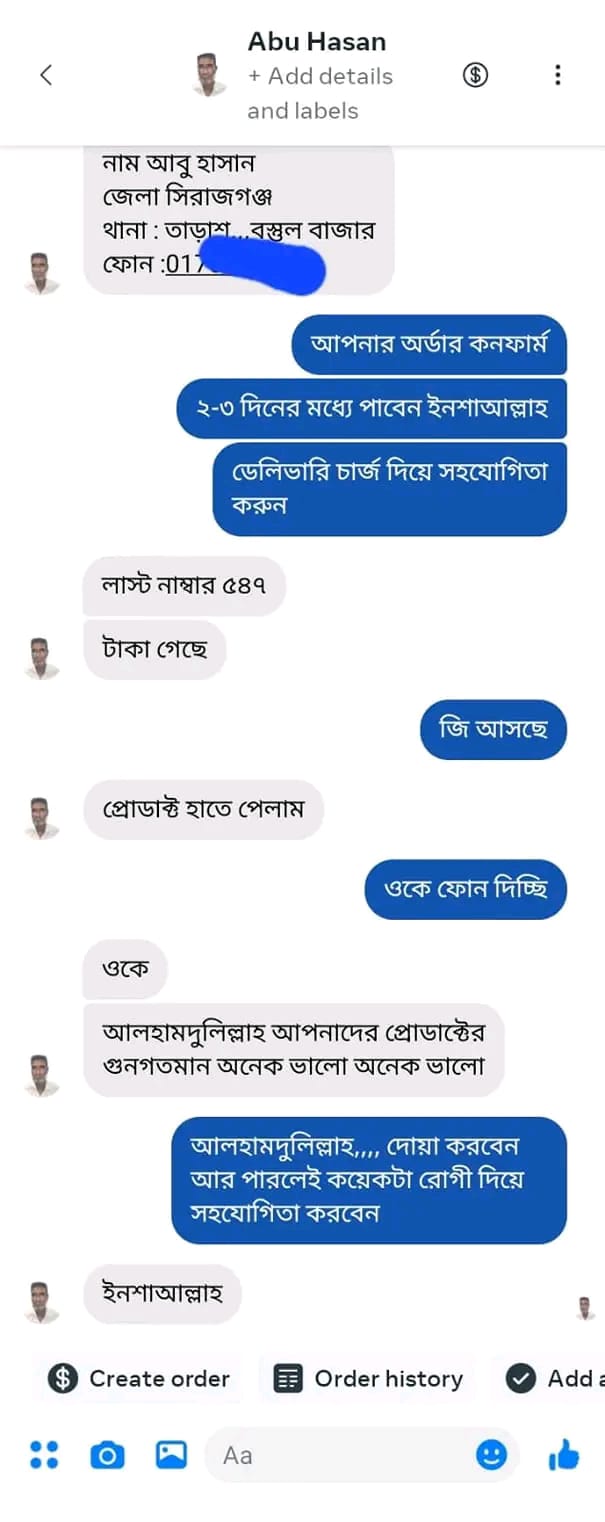 Abu Hasan
+ Add details
and labels
নাম আবু হাসান
জেলা সিরাজগঞ্জ
থানা : তাড়াশ...বস্তুল বাজার
ফোন :017
আপনার অর্ডার কনফার্ম
২-৩ দিনের মধ্যে পাবেন ইনশাআল্লাহ
ডেলিভারি চার্জ দিয়ে সহযোগিতা
করুন
লাস্ট নাম্বার ৫৪৭
টাকা গেছে
জি আসছে
প্রোডাক্ট হাতে পেলাম
ওকে ফোন দিচ্ছি
ওকে
আলহামদুলিল্লাহ আপনাদের প্রোডাক্টের
গুনগতমান অনেক ভালো অনেক ভালো
আলহামদুলিল্লাহ,,,, দোয়া করবেন
আর পারলেই কয়েকটা রোগী দিয়ে
সহযোগিতা করবেন
ইনশাআল্লাহ
Create order
Order history
Add a
Aa